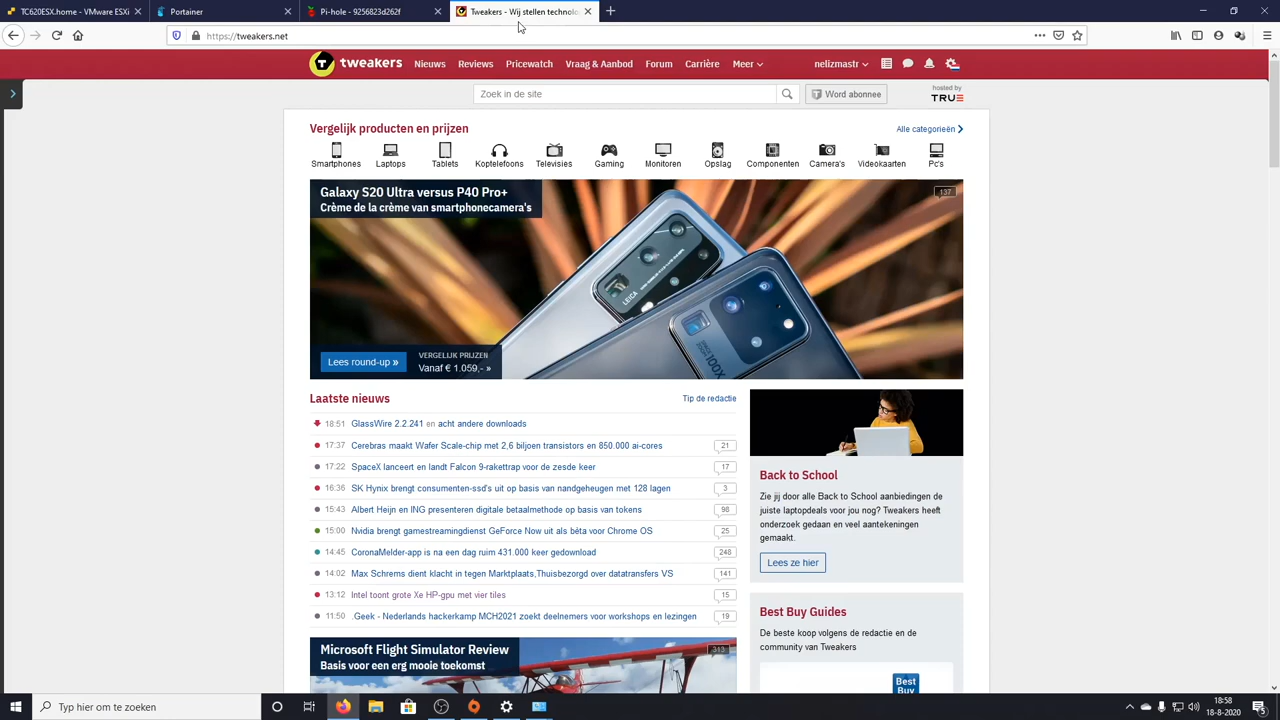 TC620ESX.home - VMware ESXi
Portainer
Pi-hole - 9256823d262f
Tweakers - Wij stellen technolo
https://tweakers.net
tweakers
Nieuws
Reviews
Pricewatch
Vraag & Aanbod
Forum
Carrière
Meer
nelizmastr
Zoek in de site
Word abonnee
hosted by
TRUE
Vergelijk producten en prijzen
Alle categorieën
Smartphones
Laptops
Tablets
Koptelefoons
Televisies
Gaming
Monitoren
Opslag
Componenten
Camera's
Videokaarten
Pc's
Galaxy S20 Ultra versus P40 Pro+
Crème de la crème van smartphonecamera's
137
LEICA
100X
Lees round-up »
VERGELIJK PRIJZEN
Vanaf € 1.059,- »
Laatste nieuws
Tip de redactie
18:51 GlassWire 2.2.241 en acht andere downloads
17:37 Cerebras maakt Wafer Scale-chip met 2,6 biljoen transistors en 850.000 ai-cores 21
17:22 SpaceX lanceert en landt Falcon 9-rakettrap voor de zesde keer 17
16:36 SK Hynix brengt consumenten-ssd's uit op basis van nandgeheugen met 128 lagen 3
15:43 Albert Heijn en ING presenteren digitale betaalmethode op basis van tokens 98
15:00 Nvidia brengt gamestreamingdienst GeForce Now uit als bèta voor Chrome OS 25
14:45 CoronaMelder-app is na een dag ruim 431.000 keer gedownload 248
14:02 Max Schrems dient klacht in tegen Marktplaats,Thuisbezorgd over datatransfers VS 141
13:12 Intel toont grote Xe HP-gpu met vier tiles 15
11:50 .Geek - Nederlands hackerkamp MCH2021 zoekt deelnemers voor workshops en lezingen 19
Back to School
Zie jij door alle Back to School aanbiedingen de
juiste laptopdeals voor jou nog? Tweakers heeft
onderzoek gedaan en veel aantekeningen
gemaakt.
Lees ze hier
Best Buy Guides
De beste koop volgens de redactie en de
community van Tweakers
Best
Buy
Microsoft Flight Simulator Review
Basis voor een erg mooie toekomst
313
Typ hier om te zoeken
18:58
18-8-2020
5